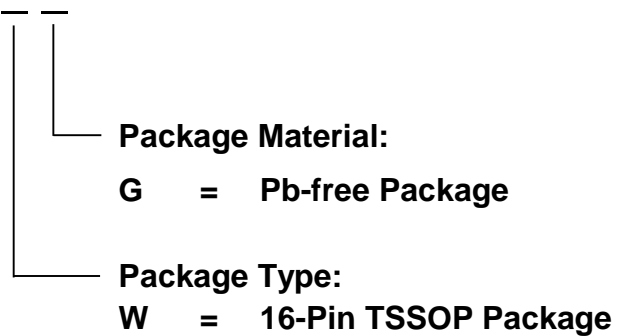 Package Material:
G = Pb-free Package
Package Type:
W = 16-Pin TSSOP Package